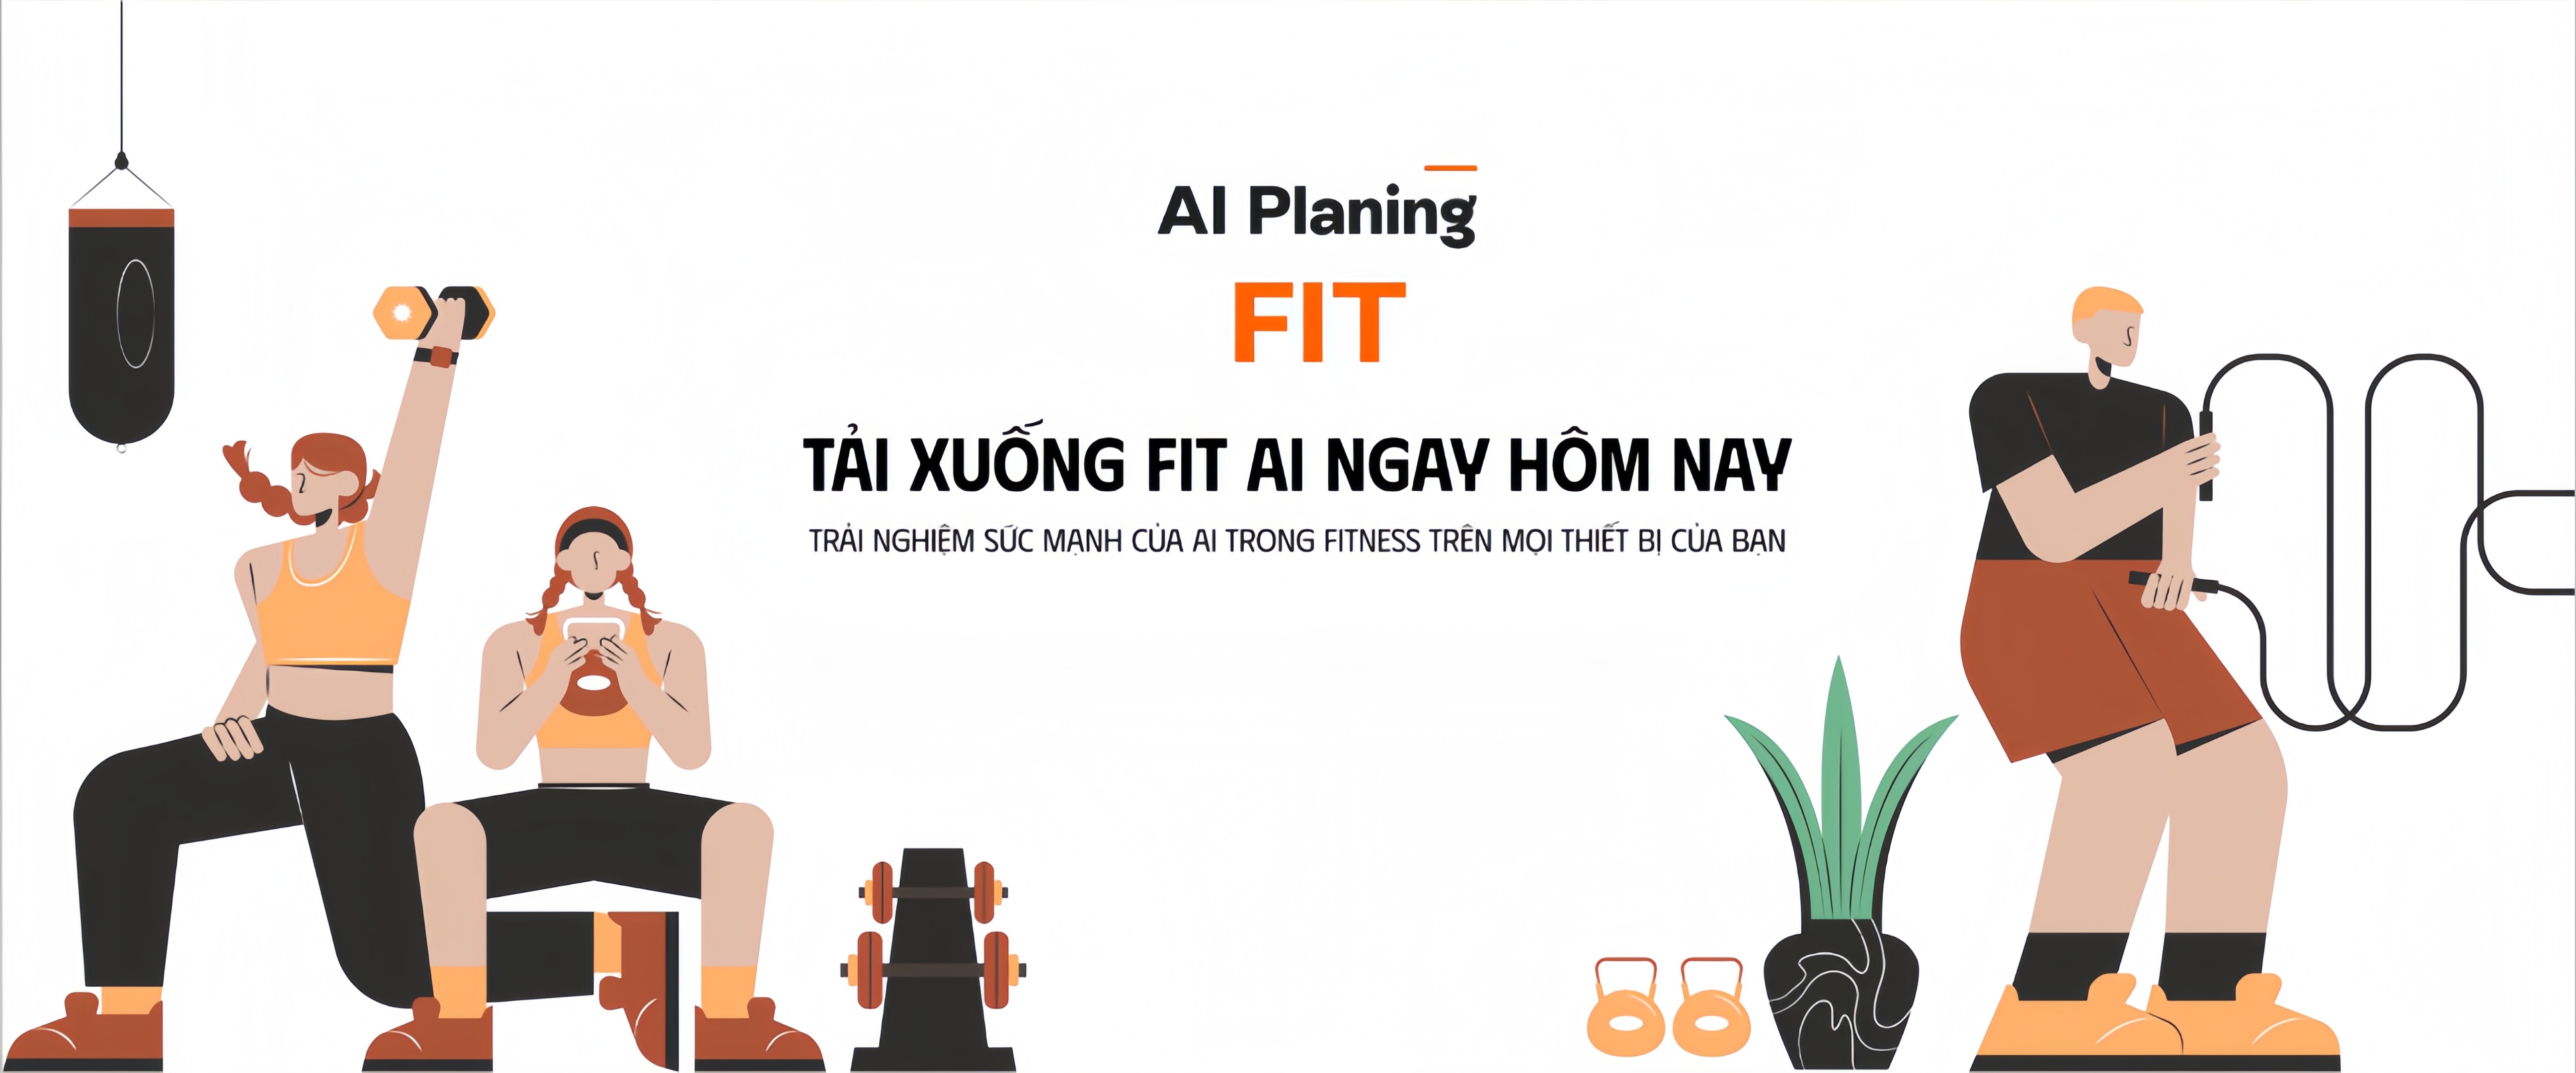 AI Planing
FIT
TẢI XUỐNG FIT AI NGAY HÔM NAY
TRẢI NGHIỆM SỨC MẠNH CỦA AI TRONG FITNESS TRÊN MỌI THIẾT BỊ CỦA BẠN